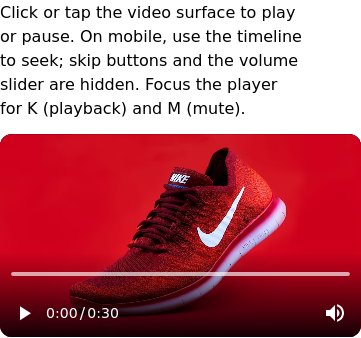 Click or tap the video surface to play
or pause. On mobile, use the timeline
to seek; skip buttons and the volume
slider are hidden. Focus the player
for K (playback) and M (mute).
NIKE
0:00/0:30